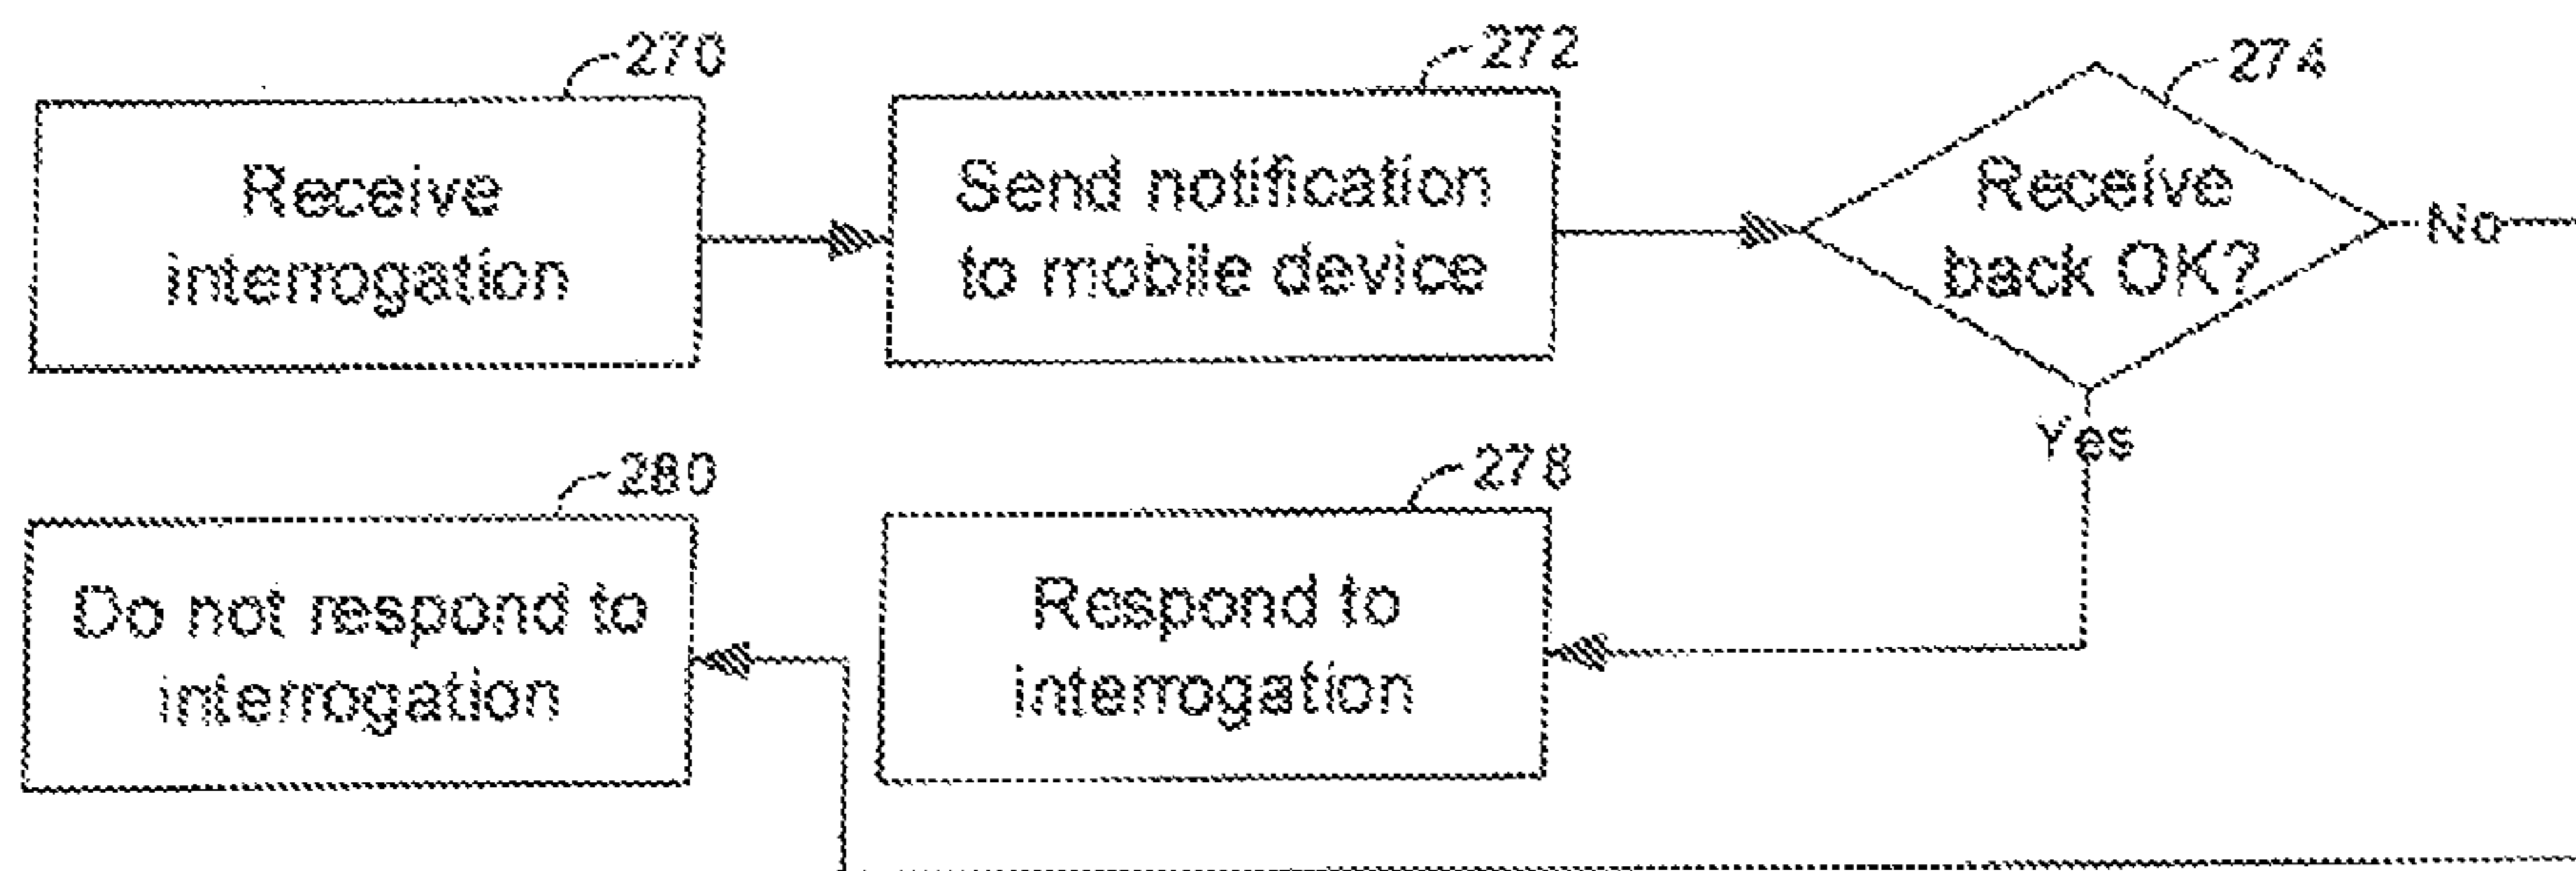 270
Receive
interrogation
272
Send notification
to mobile device
274
Receive
back OK?
No
Yes
280
Do not respond to
interrogation
278
Respond to
interrogation